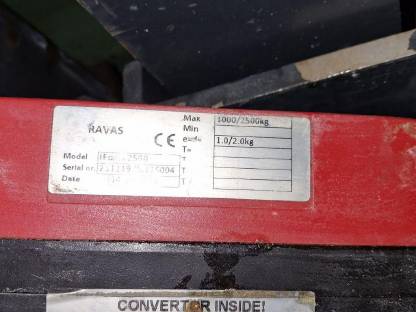 RAVAS
CE
Max 1000/2500kg
Min
e=d= 1.0/2.0kg
T=
T
T
T
Model
Serial nr.
Date
CONVERTOR INSIDE!